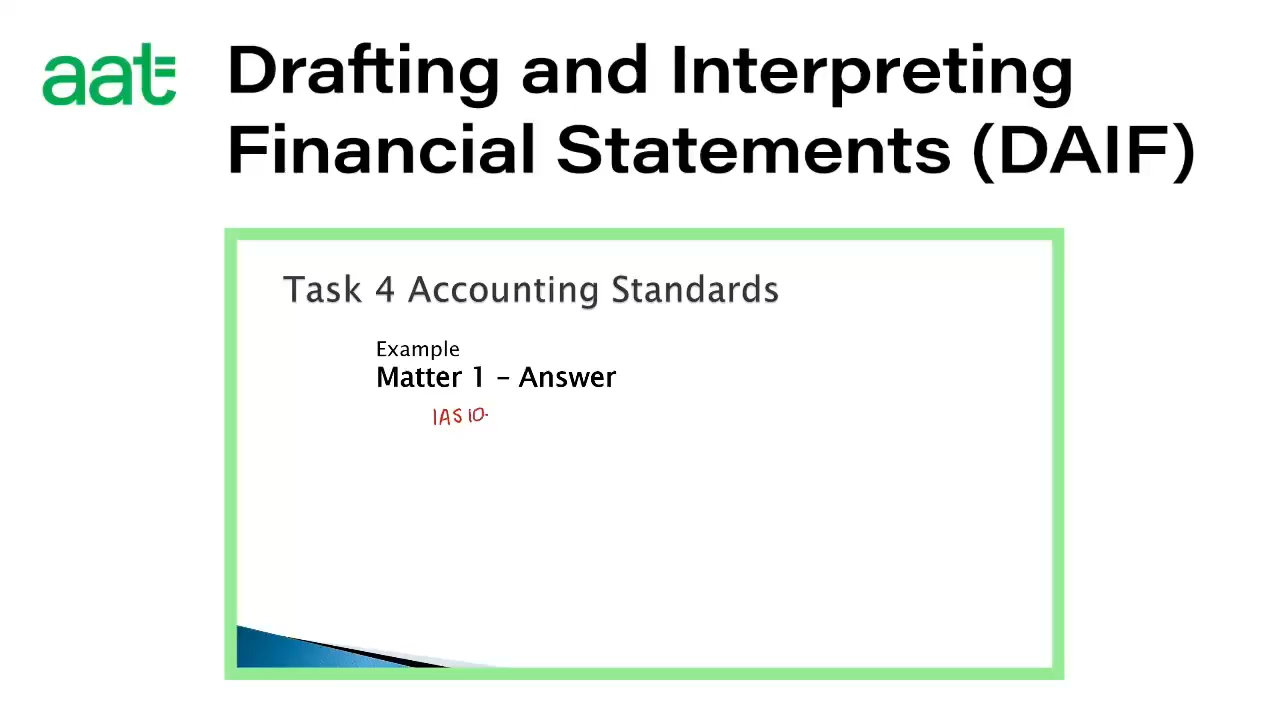 aat
Drafting and Interpreting
Financial Statements (DAIF)
Task 4 Accounting Standards
Example
Matter 1 – Answer
IAS 10.